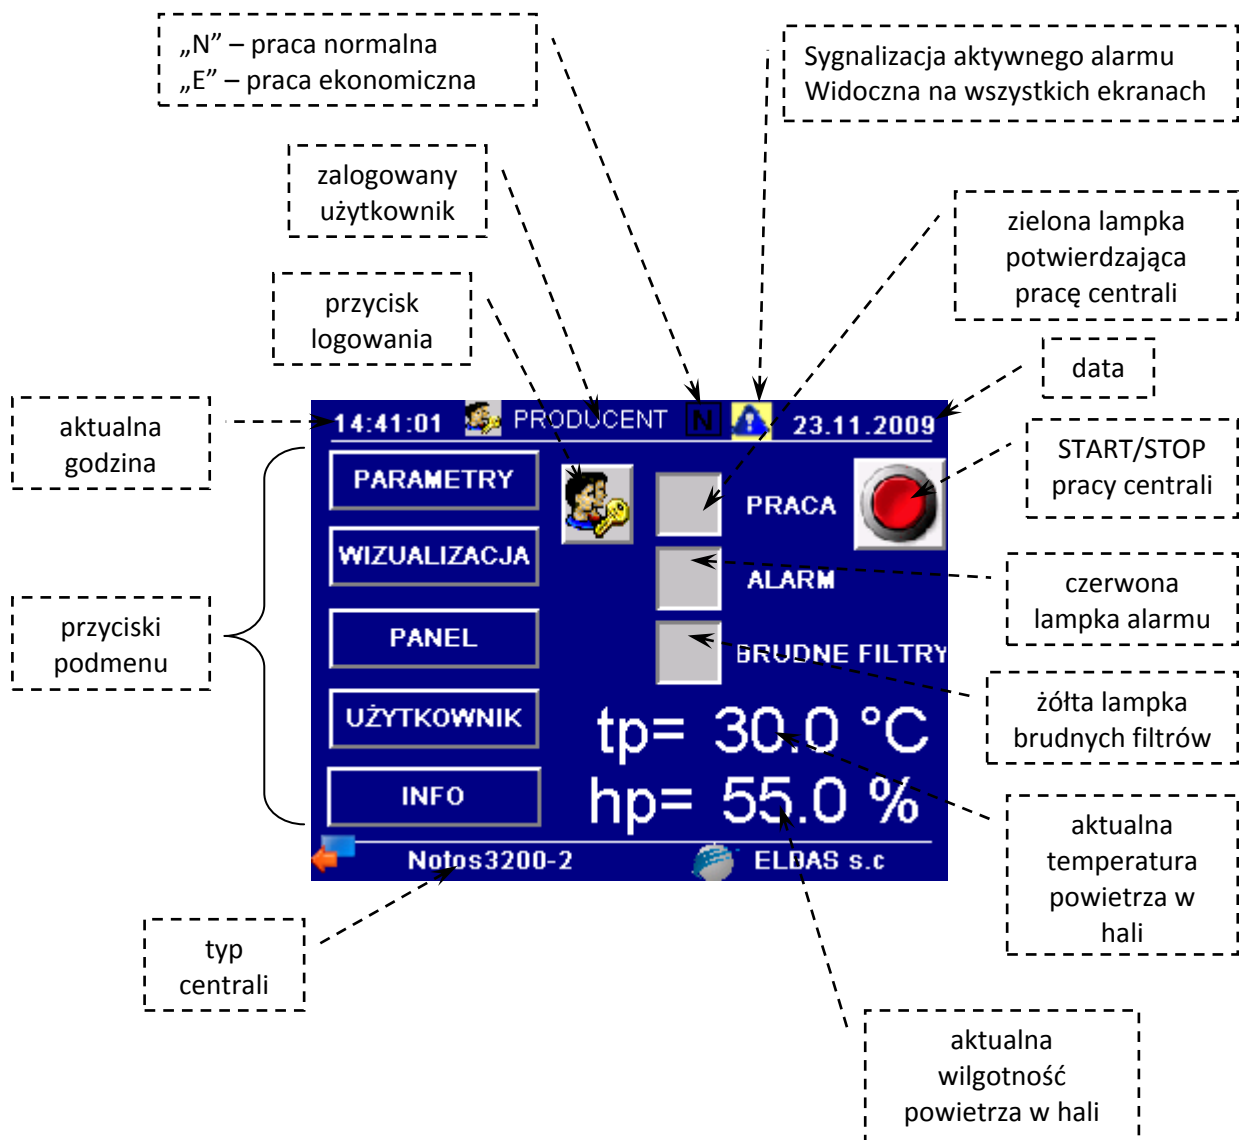 „N” – praca normalna
„E” – praca ekonomiczna
Sygnalizacja aktywnego alarmu
Widoczna na wszystkich ekranach
zalogowany
użytkownik
zielona lampka
potwierdzająca
pracę centrali
przycisk
logowania
data
aktualna
godzina
START/STOP
pracy centrali
14:41:01 PRODUCENT N 23.11.2009
PARAMETRY
PRACA
WIZUALIZACJA
ALARM
czerwona
lampka alarmu
przyciski
podmenu
PANEL
BRUDNE FILTRY
żółta lampka
brudnych filtrów
UŻYTKOWNIK
tp= 30.0 °C
INFO
hp= 55.0 %
aktualna
temperatura
powietrza w
hali
Notos3200-2 ELDAS s.c
typ
centrali
aktualna
wilgotność
powietrza w hali